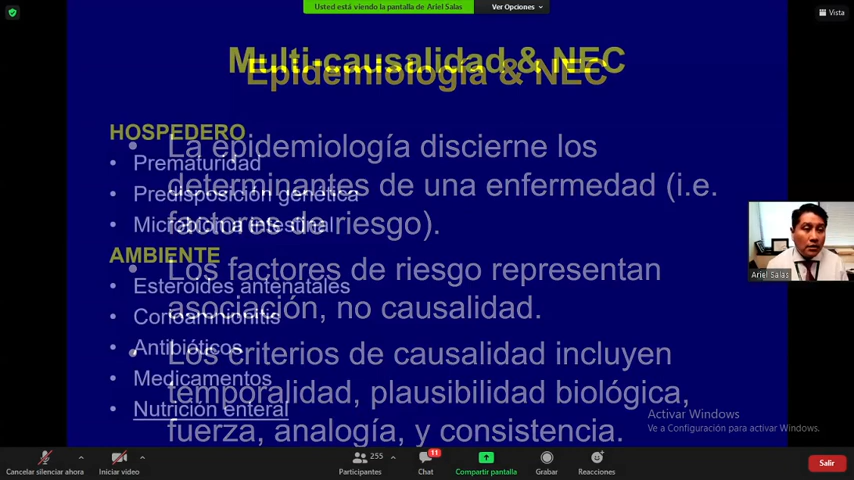 Usted está viendo la pantalla de Ariel Salas
Ver Opciones
Vista
Multi-causalidad & NEC
Epidemiología & NEC
HOSPEDERO
• Prematuridad
• Predisposición genética
• Microbioma intestinal
AMBIENTE
• Esteroides antenatales
• Corioamnionitis
• Antibióticos
• Medicamentos
• Nutrición enteral
• La epidemiología discierne los
determinantes de una enfermedad (i.e.
factores de riesgo).
• Los factores de riesgo representan
asociación, no causalidad.
• Los criterios de causalidad incluyen
temporalidad, plausibilidad biológica,
fuerza, analogía, y consistencia.
Ariel Salas
Activar Windows
Ve a Configuración para activar Windows.
Cancelar silenciar ahora
Iniciar video
255
Participantes
11
Chat
Compartir pantalla
Grabar
Reacciones
Salir